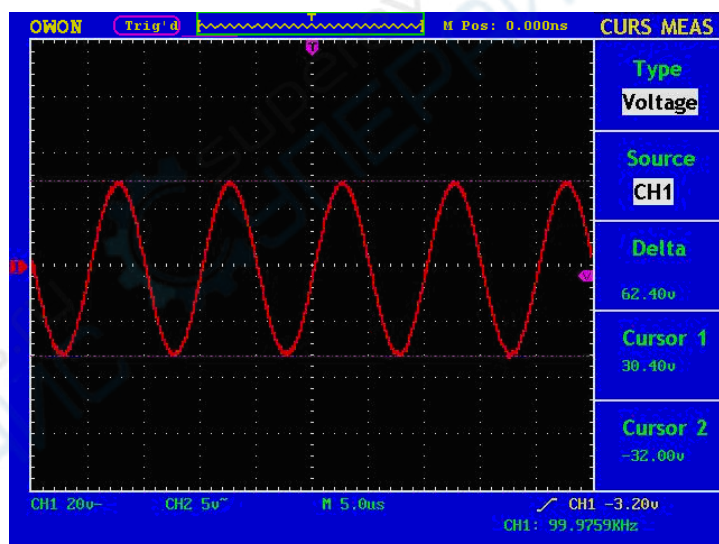 OWON Trig'd M Pos: 0.000ns CURS MEAS
T
T
Type
Voltage
Source
CH1
Delta
62.40v
Cursor 1
30.40v
Cursor 2
-32.00v
CH1 20v- CH2 5v~ M 5.0us CH1 -3.20v
CH1: 99.9759KHz